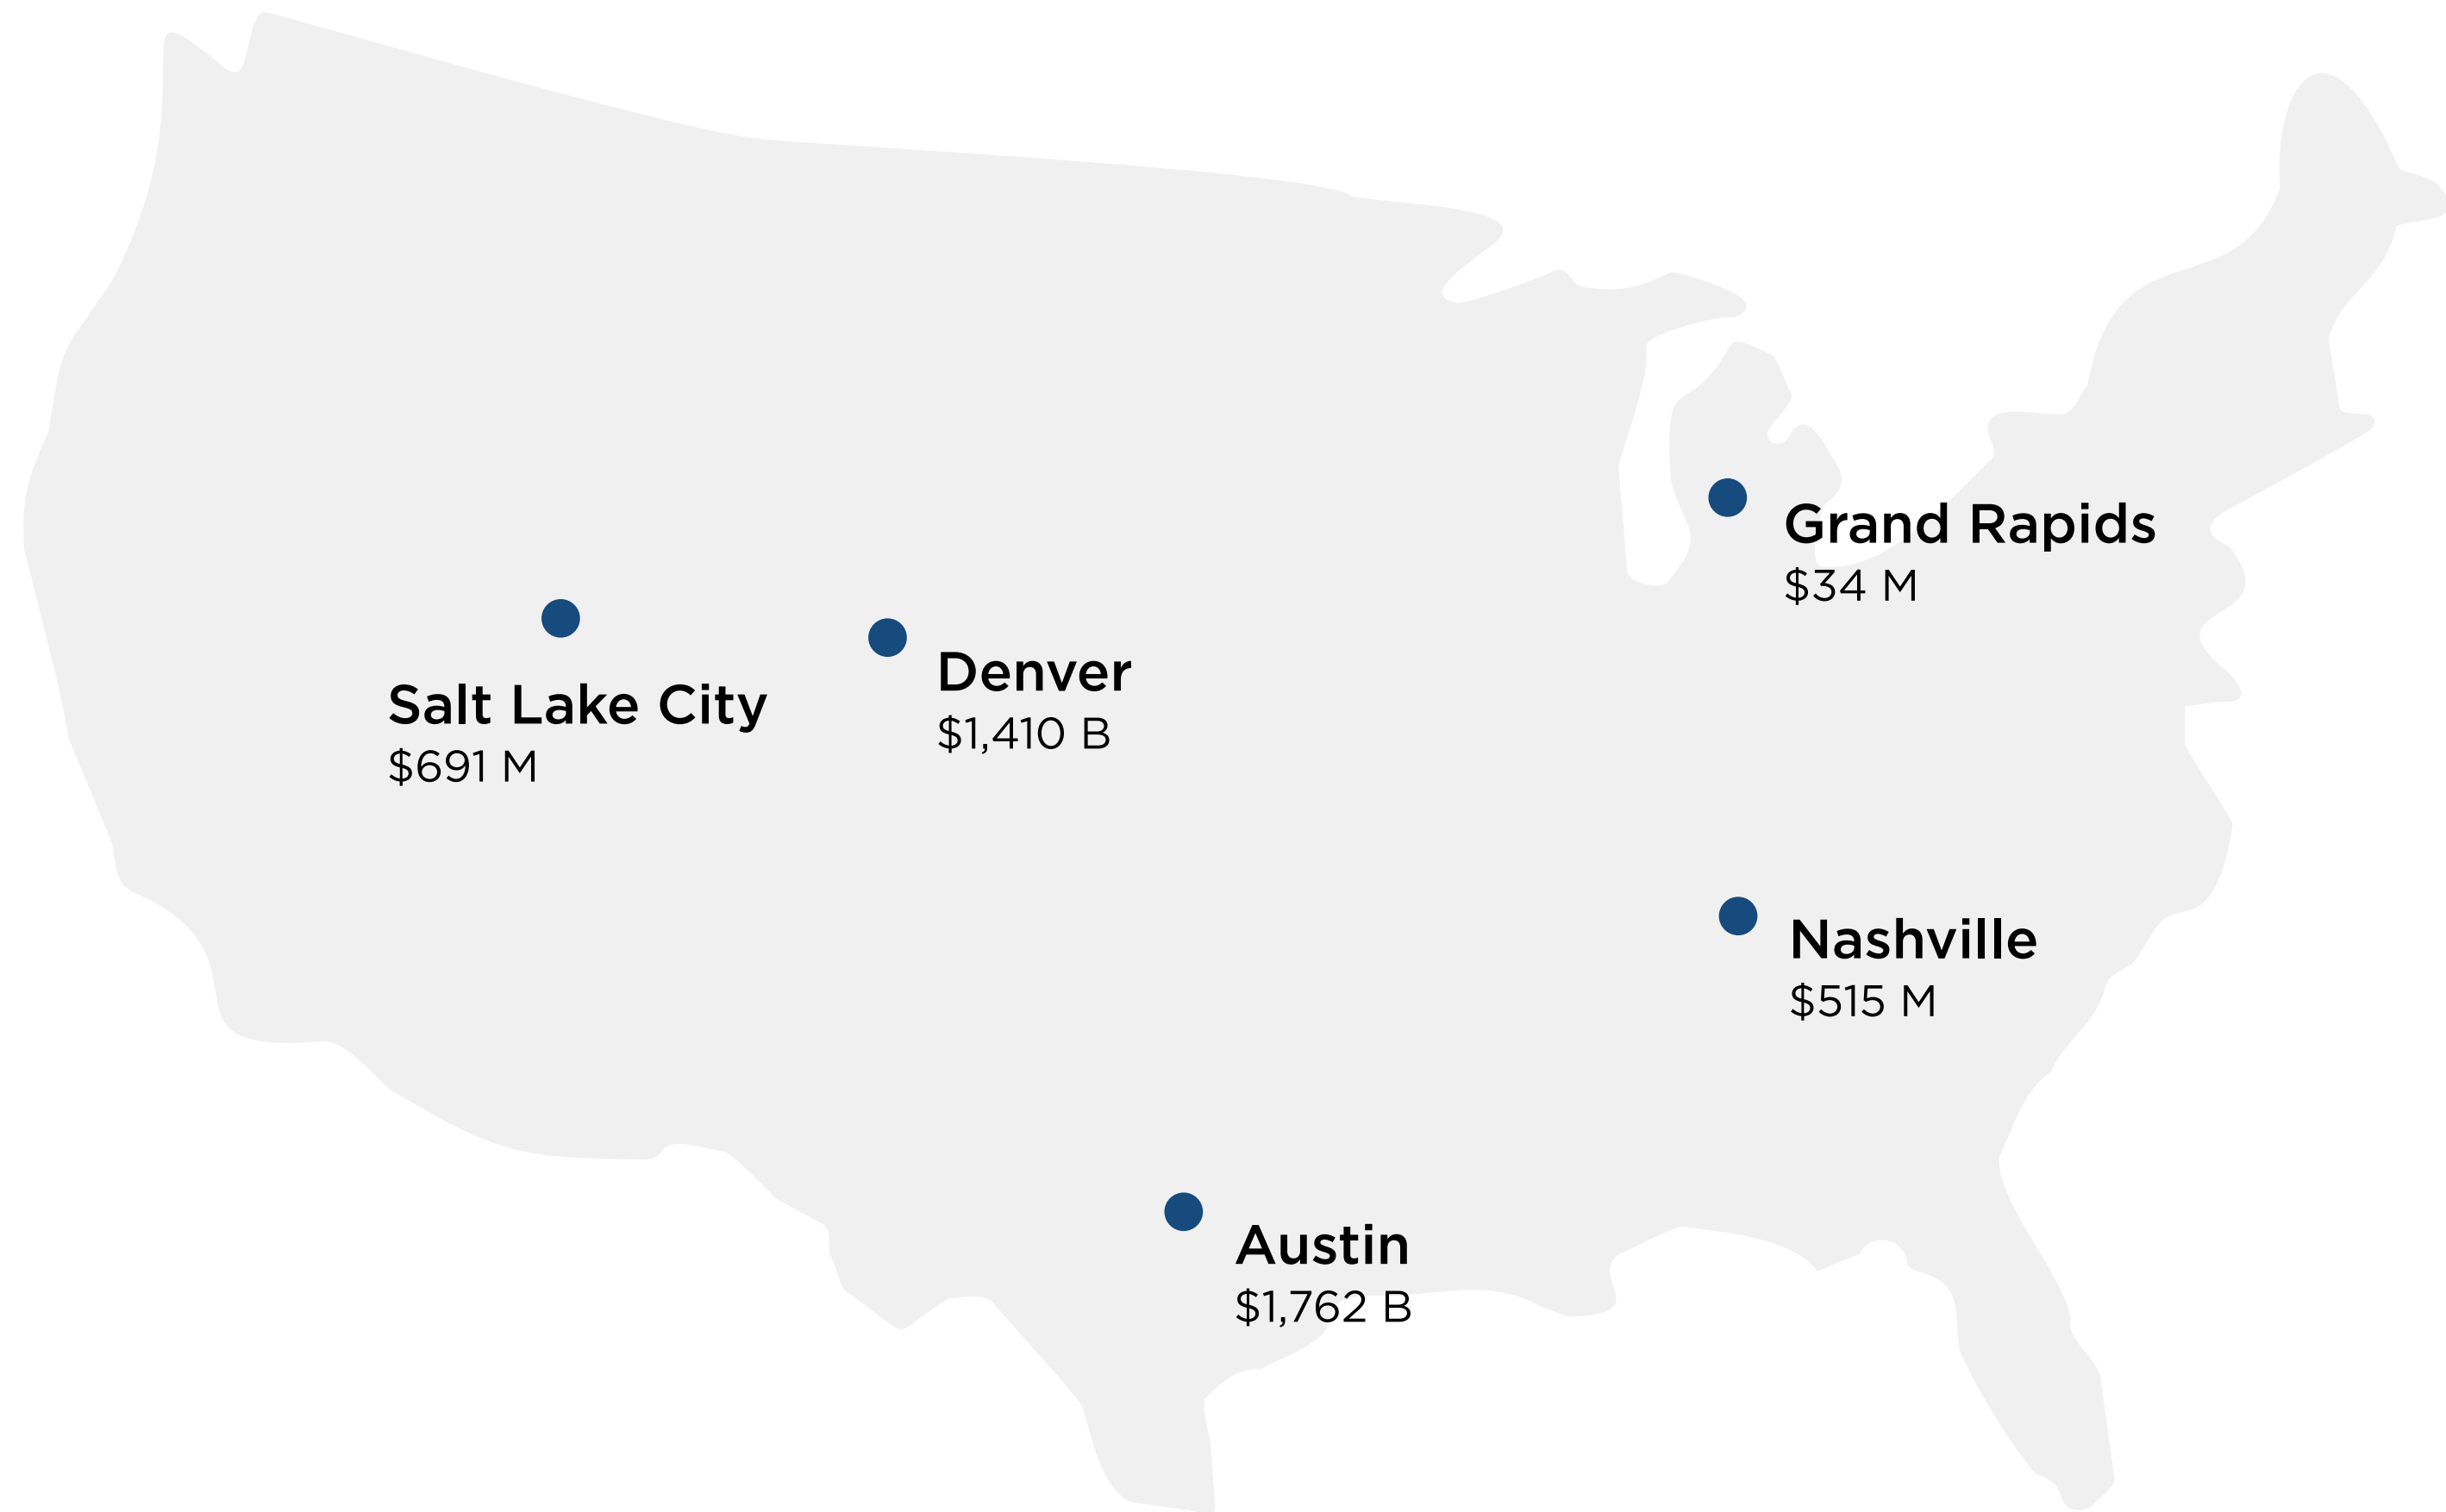 Grand Rapids
$34 M
Denver
$1,410 B
Salt Lake City
$691 M
Nashville
$515 M
Austin
$1,762 B